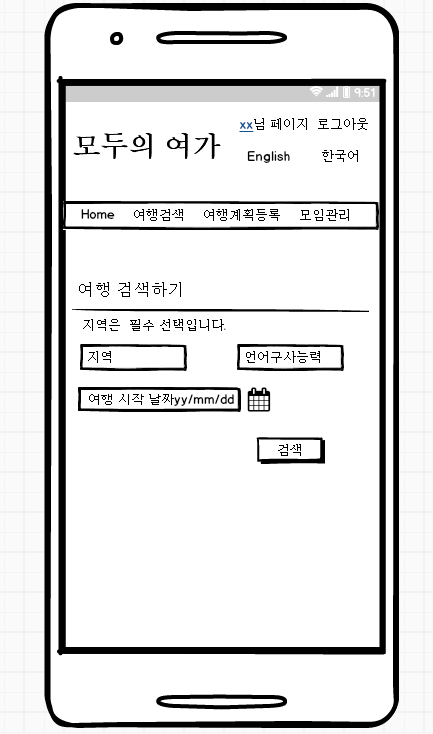 9:51
xx님 페이지 로그아웃
모두의 여가
English 한국어
Home 여행검색 여행계획등록 모임관리
여행 검색하기
지역은 필수 선택입니다.
지역 언어구사능력
여행 시작 날짜yy/mm/dd
검색